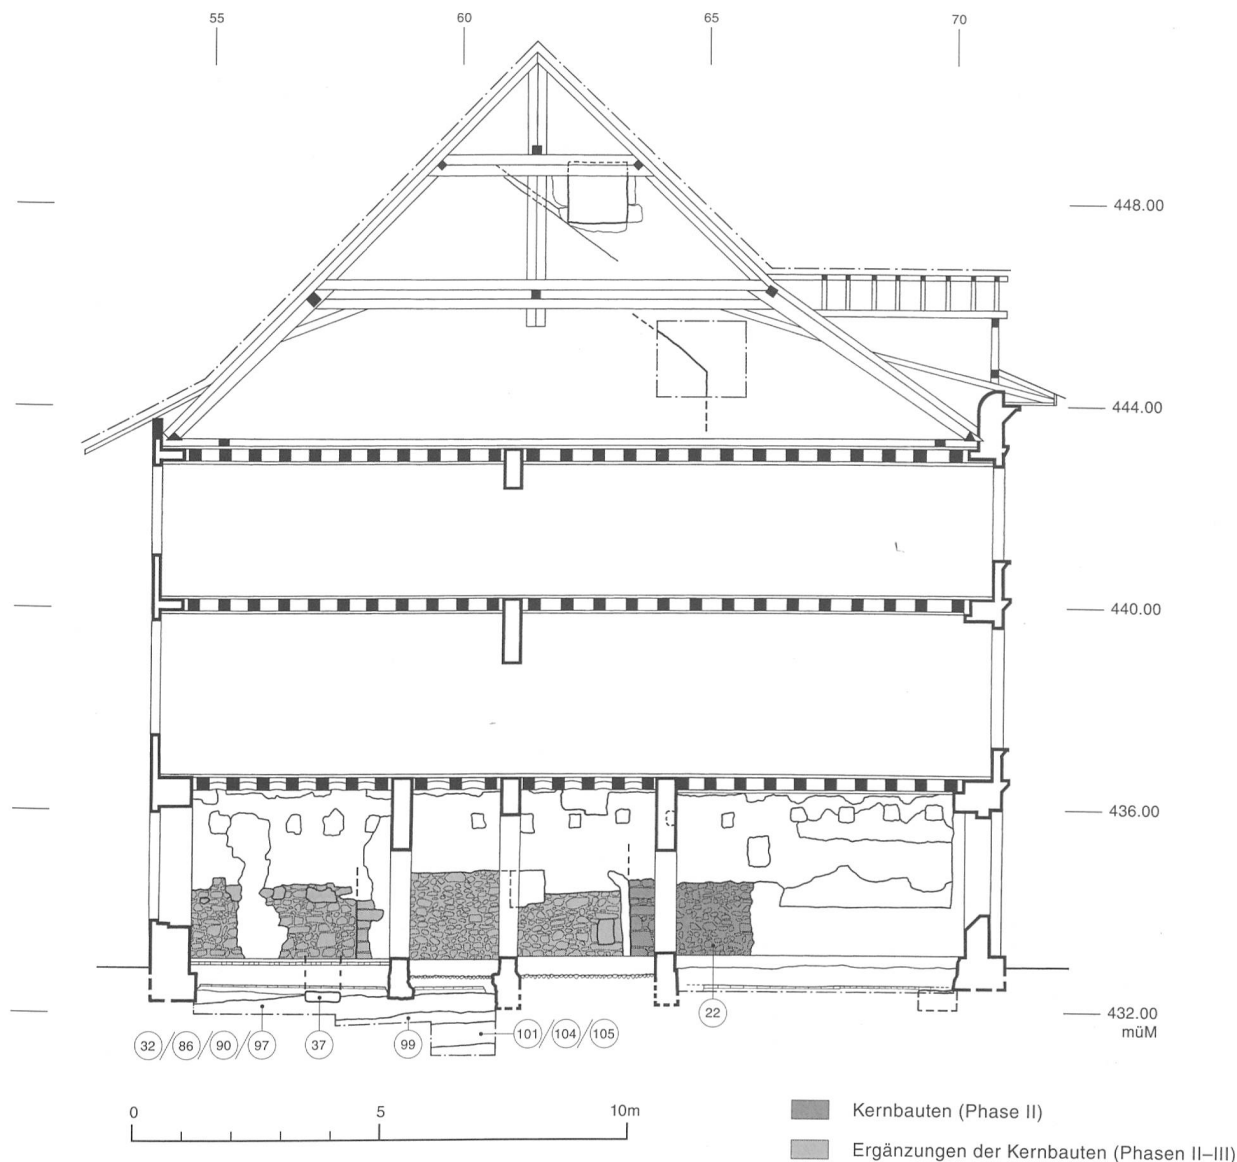 55 60 65 70
448.00
444.00
440.00
436.00
432.00
müM
22
32 / 86 / 90 / 97 37 99 101 / 104 / 105
0 5 10m
Kernbauten (Phase II)
Ergänzungen der Kernbauten (Phasen II–III)